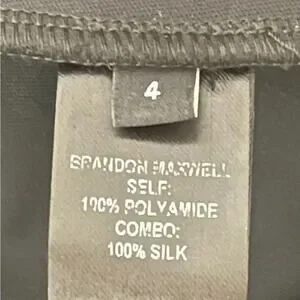 4
BRANDON MAXWELL
SELF:
100% POLYAMIDE
COMBO:
100% SILK